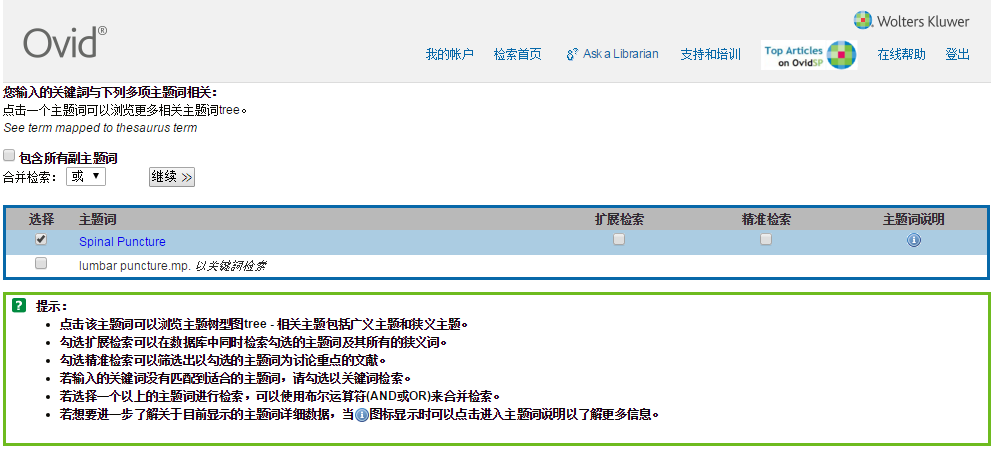 Wolters Kluwer
Ovid®
我的帐户 检索首页 Ask a Librarian 支持和培训 Top Articles on OvidSP 在线帮助 登出
您输入的关键詞与下列多项主题词相关：
点击一个主题词可以浏览更多相关主题词tree。
See term mapped to thesaurus term
包含所有副主题词
合并检索： 或 ▼ 继续 >>
选择 主题词 扩展检索 精准检索 主题词说明
Spinal Puncture
lumbar puncture.mp. 以关键詞检索
? 提示：
• 点击该主题词可以浏览主题树型图tree - 相关主题包括广义主题和狭义主题。
• 勾选扩展检索可以在数据库中同时检索勾选的主题词及其所有的狭义词。
• 勾选精准检索可以筛选出以勾选的主题词为讨论重点的文献。
• 若输入的关键词没有匹配到适合的主题词，请勾选以关键词检索。
• 若选择一个以上的主题词进行检索，可以使用布尔运算符(AND或OR)来合并检索。
• 若想要进一步了解关于目前显示的主题词详细数据，当i图标显示时可以点击进入主题词说明以了解更多信息。